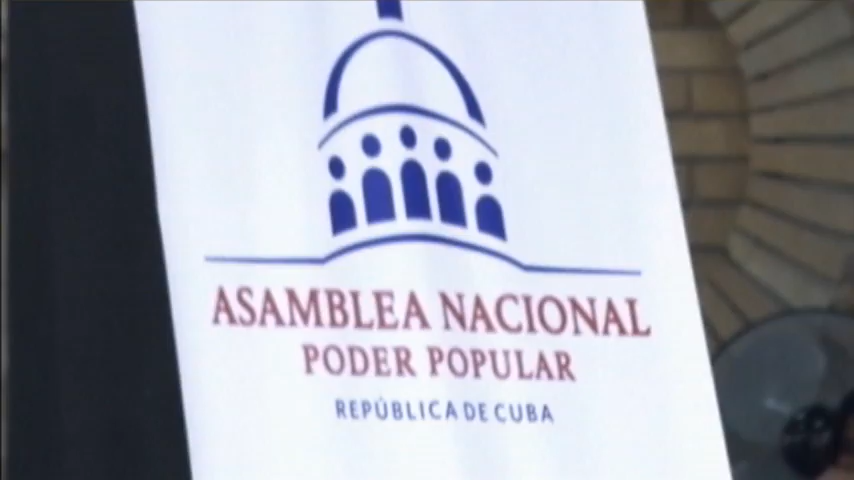 ASAMBLEA NACIONAL
PODER POPULAR
REPÚBLICA DE CUBA